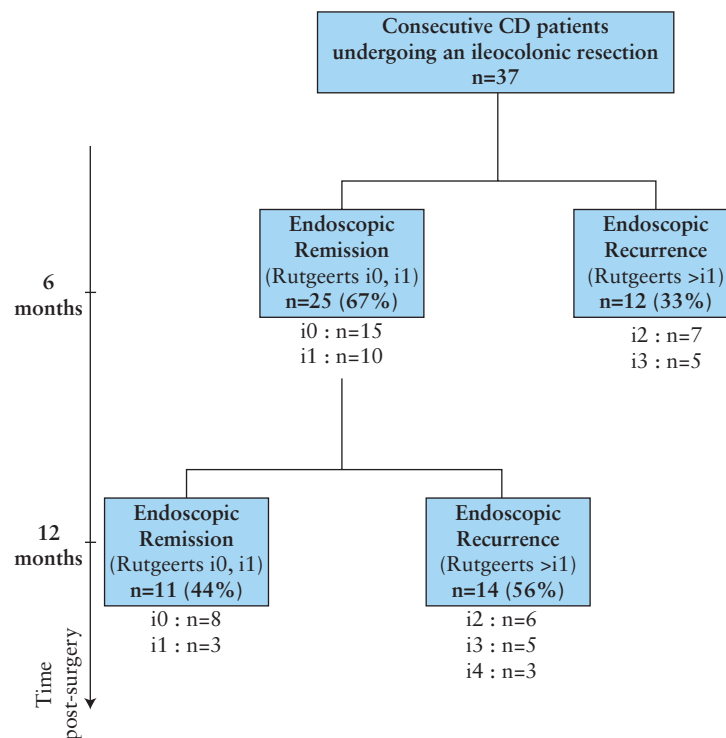 Consecutive CD patients
undergoing an ileocolonic resection
n=37
6
months
Endoscopic
Remission
(Rutgeerts i0, i1)
n=25 (67%)
i0 : n=15
i1 : n=10
Endoscopic
Recurrence
(Rutgeerts >i1)
n=12 (33%)
i2 : n=7
i3 : n=5
12
months
Endoscopic
Remission
(Rutgeerts i0, i1)
n=11 (44%)
i0 : n=8
i1 : n=3
Endoscopic
Recurrence
(Rutgeerts >i1)
n=14 (56%)
i2 : n=6
i3 : n=5
i4 : n=3
Time
post-surgery